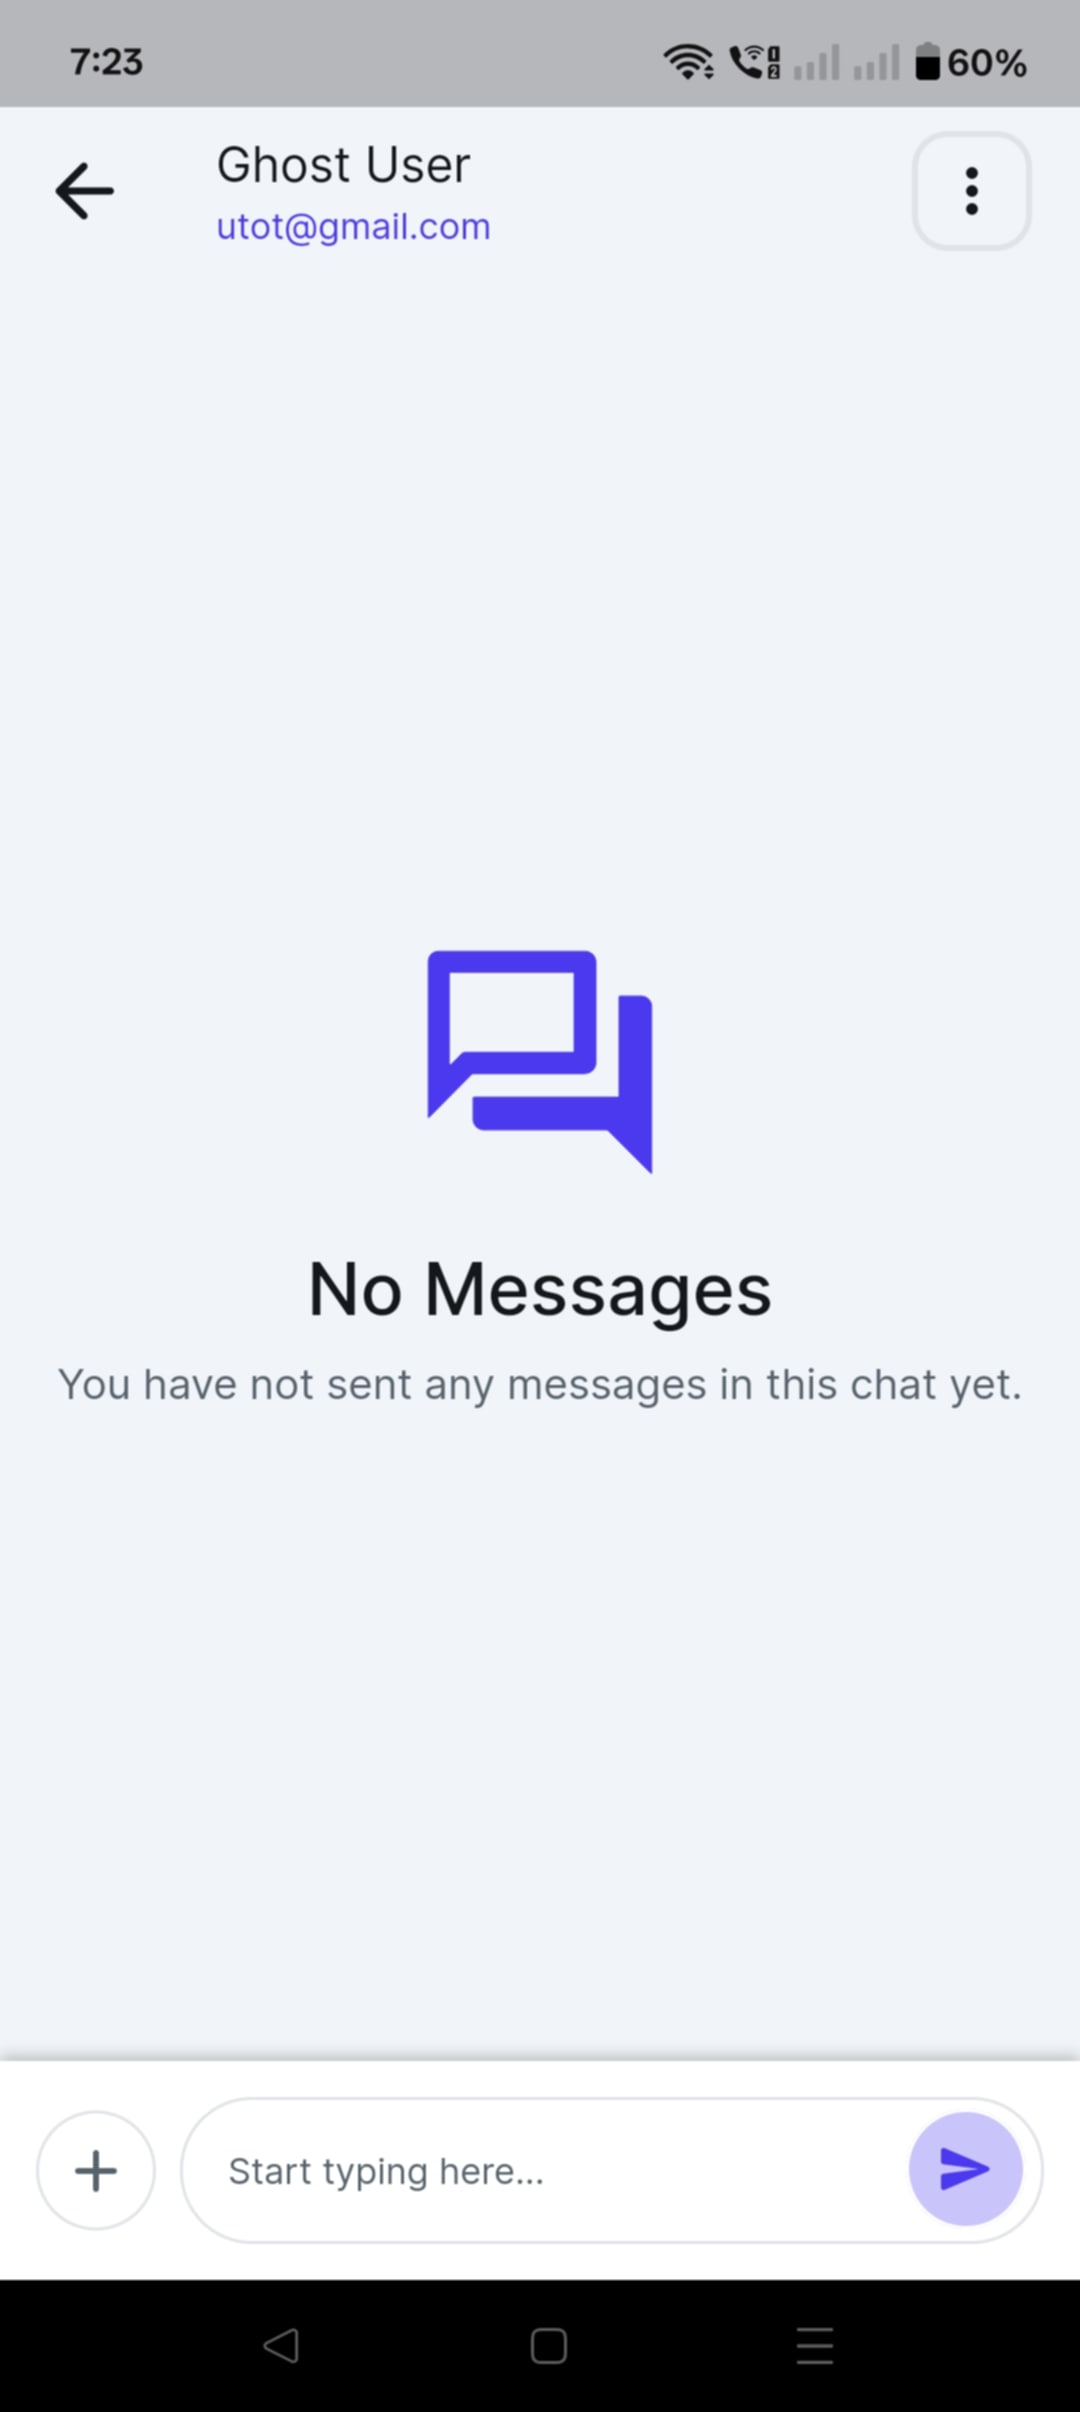 7:23
60%
Ghost User
utot@gmail.com
No Messages
You have not sent any messages in this chat yet.
Start typing here...